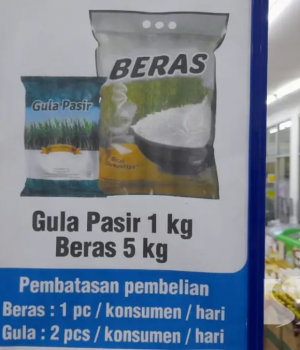 BERAS
Gula Pasir
Gula Pasir 1 kg
Beras 5 kg
Pembatasan pembelian
Beras : 1 pc / konsumen / hari
Gula : 2 pcs / konsumen / hari